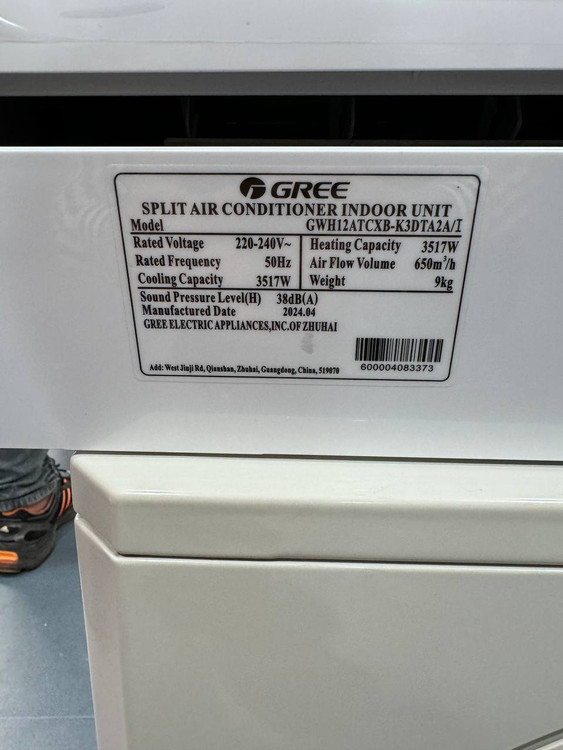 GREE
SPLIT AIR CONDITIONER INDOOR UNIT
Model GWH12ATCXB-K3DTA2A/I
Rated Voltage 220-240V~
Rated Frequency 50Hz
Cooling Capacity 3517W
Heating Capacity 3517W
Air Flow Volume 650m³/h
Weight 9kg
Sound Pressure Level(H) 38dB(A)
Manufactured Date 2024.04
GREE ELECTRIC APPLIANCES,INC.OF ZHUHAI
Add: West Jinji Rd, Qianshan, Zhuhai, Guangdong, China, 519070
600004083373